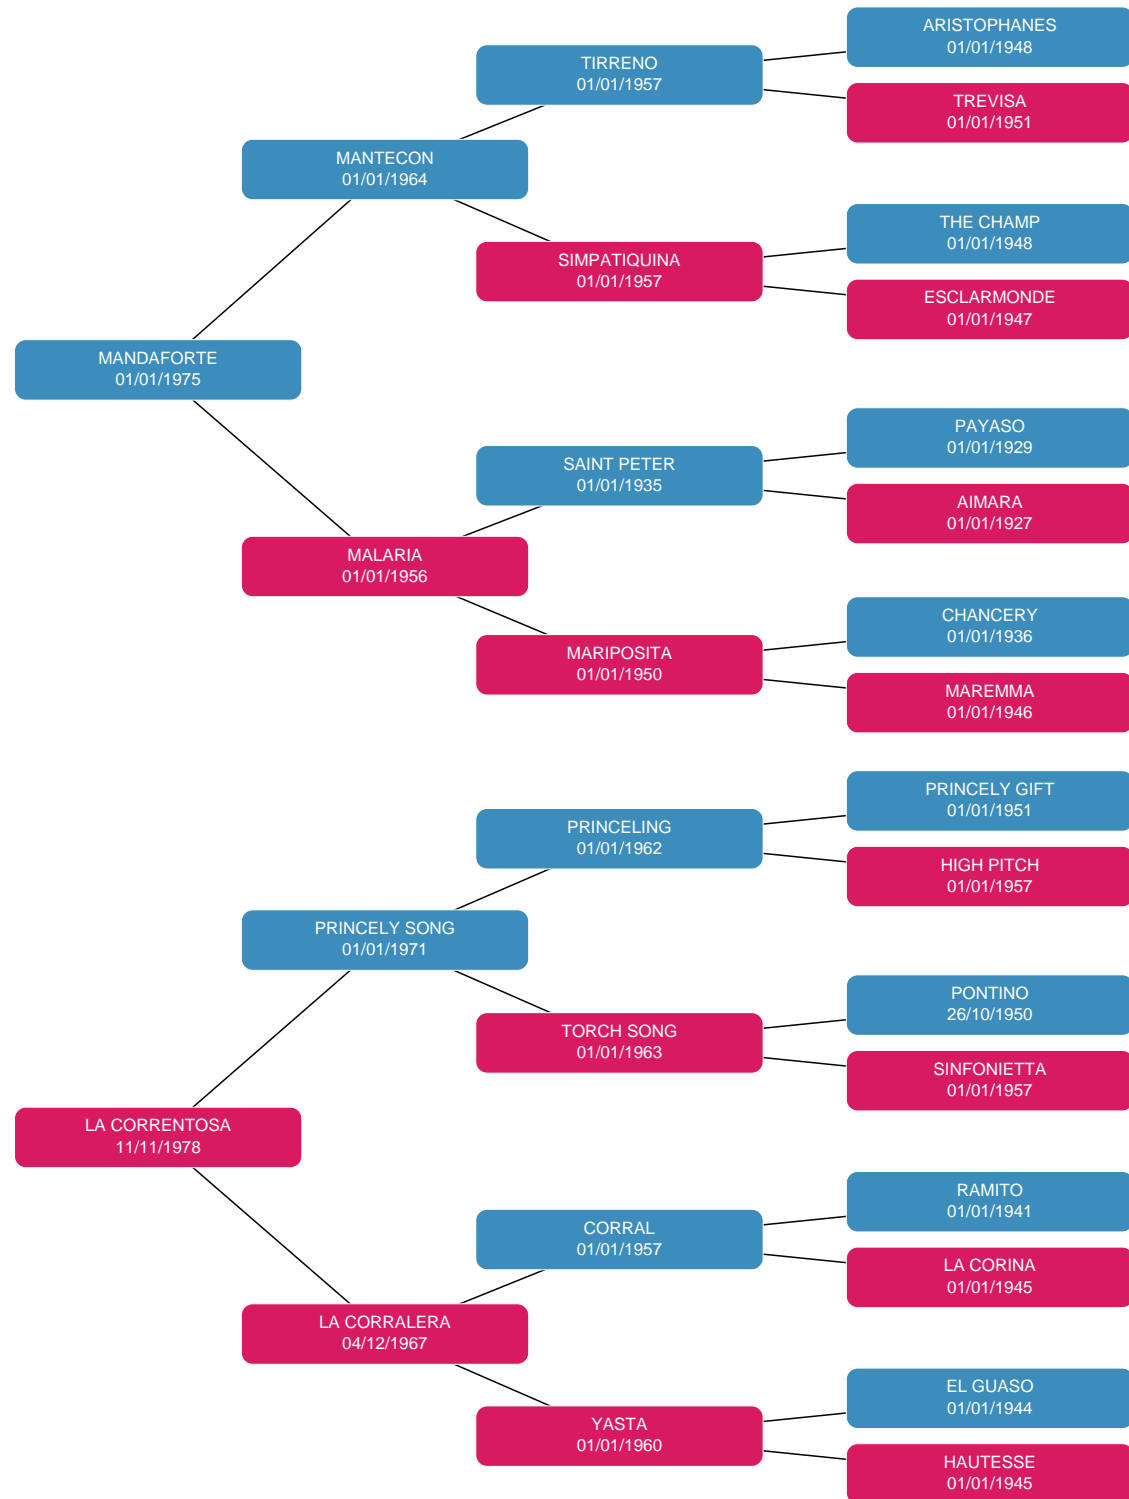 ARISTOPHANES
01/01/1948
TIRRENO
01/01/1957
TREVISA
01/01/1951
MANTECON
01/01/1964
THE CHAMP
01/01/1948
SIMPATIQUINA
01/01/1957
ESCLARMONDE
01/01/1947
MANDAFORTE
01/01/1975
PAYASO
01/01/1929
SAINT PETER
01/01/1935
AIMARA
01/01/1927
MALARIA
01/01/1956
CHANCERY
01/01/1936
MARIPOSITA
01/01/1950
MAREMMA
01/01/1946
PRINCELY GIFT
01/01/1951
PRINCELING
01/01/1962
HIGH PITCH
01/01/1957
PRINCELY SONG
01/01/1971
PONTINO
26/10/1950
TORCH SONG
01/01/1963
SINFONIETTA
01/01/1957
LA CORRENTOSA
11/11/1978
RAMITO
01/01/1941
CORRAL
01/01/1957
LA CORINA
01/01/1945
LA CORRALERA
04/12/1967
EL GUASO
01/01/1944
YASTA
01/01/1960
HAUTESSE
01/01/1945